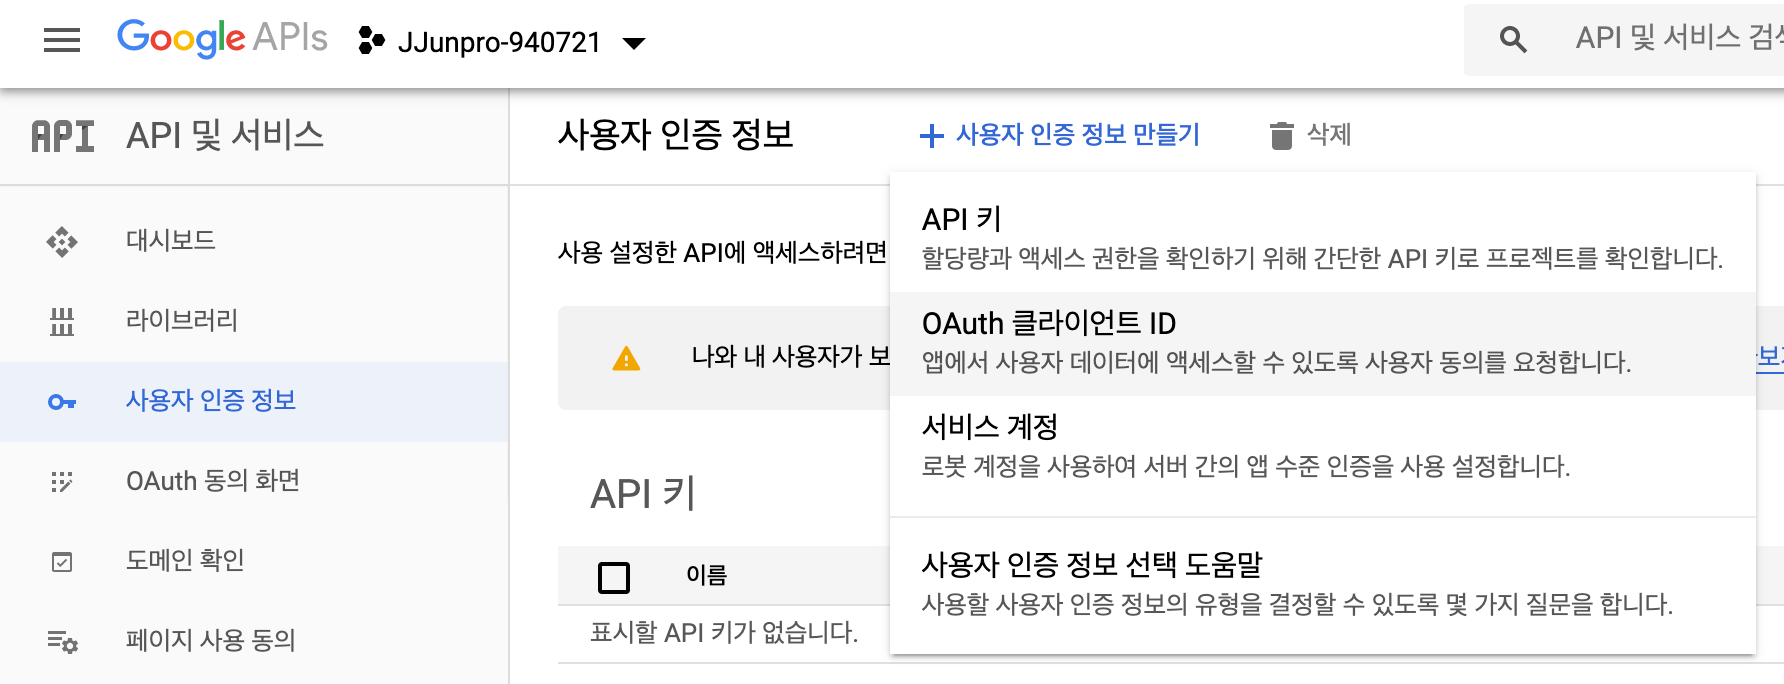 Google APIs
JJunpro-940721
API 및 서비스
API API 및 서비스
사용자 인증 정보
사용자 인증 정보 만들기
삭제
대시보드
라이브러리
사용자 인증 정보
OAuth 동의 화면
도메인 확인
페이지 사용 동의
사용 설정한 API에 액세스하려면
나와 내 사용자가
API 키
이름
표시할 API 키가 없습니다.
API 키
할당량과 액세스 권한을 확인하기 위해 간단한 API 키로 프로젝트를 확인합니다.
OAuth 클라이언트 ID
앱에서 사용자 데이터에 액세스할 수 있도록 사용자 동의를 요청합니다.
서비스 계정
로봇 계정을 사용하여 서버 간의 앱 수준 인증을 사용 설정합니다.
사용자 인증 정보 선택 도움말
사용할 사용자 인증 정보의 유형을 결정할 수 있도록 몇 가지 질문을 합니다.